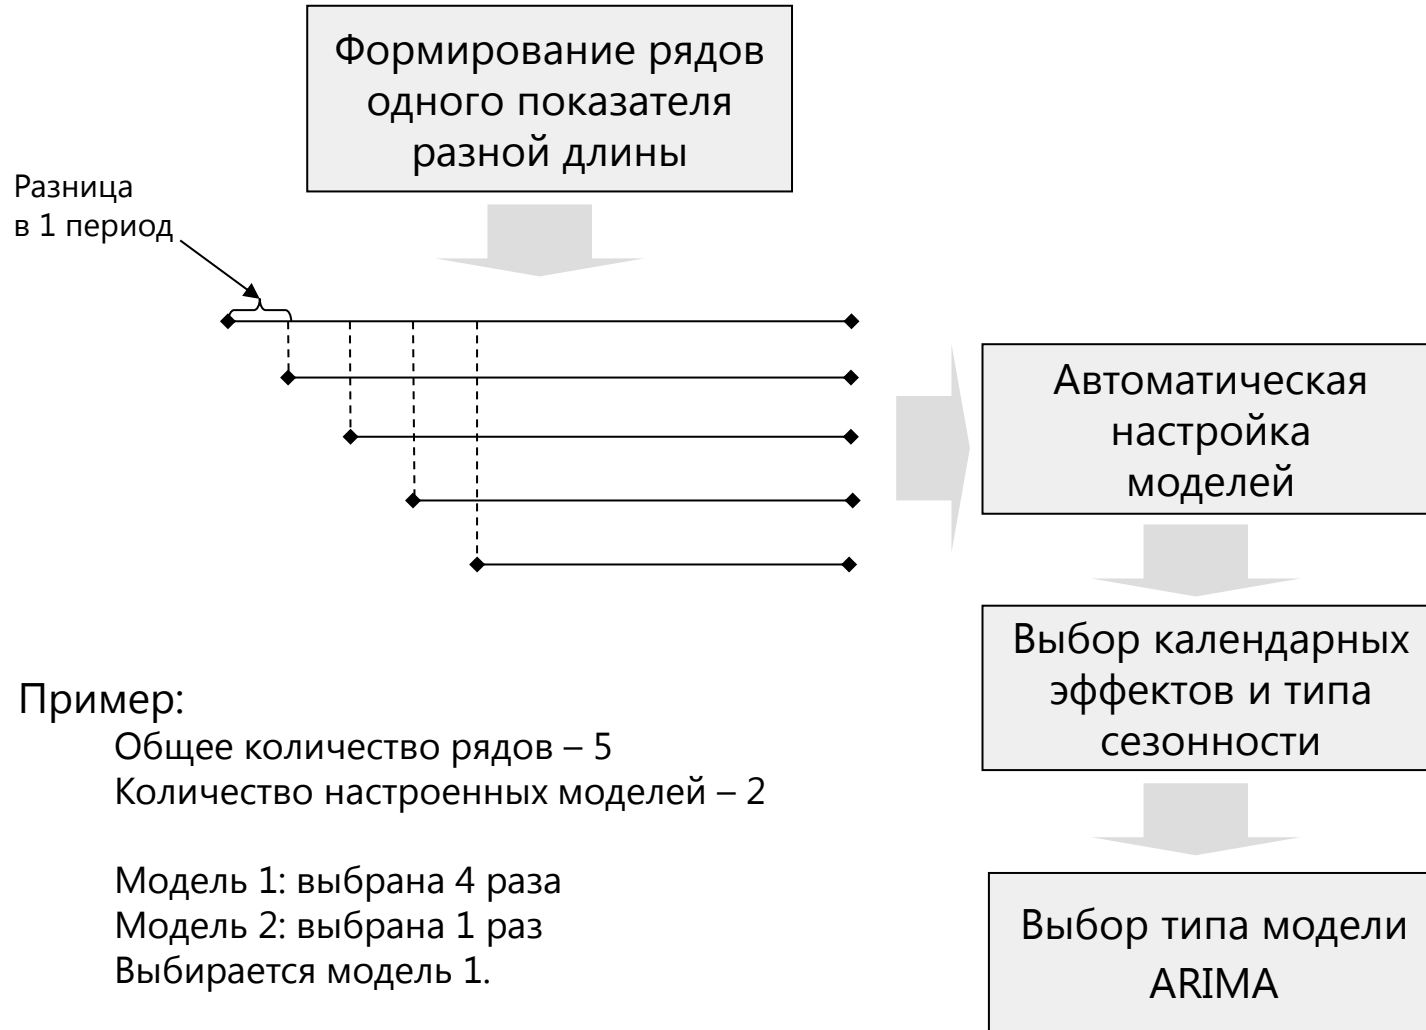 Формирование рядов
одного показателя
разной длины
Разница
в 1 период
Автоматическая
настройка
моделей
Выбор календарных
эффектов и типа
сезонности
Выбор типа модели
ARIMA
Пример:
Общее количество рядов – 5
Количество настроенных моделей – 2
Модель 1: выбрана 4 раза
Модель 2: выбрана 1 раз
Выбирается модель 1.